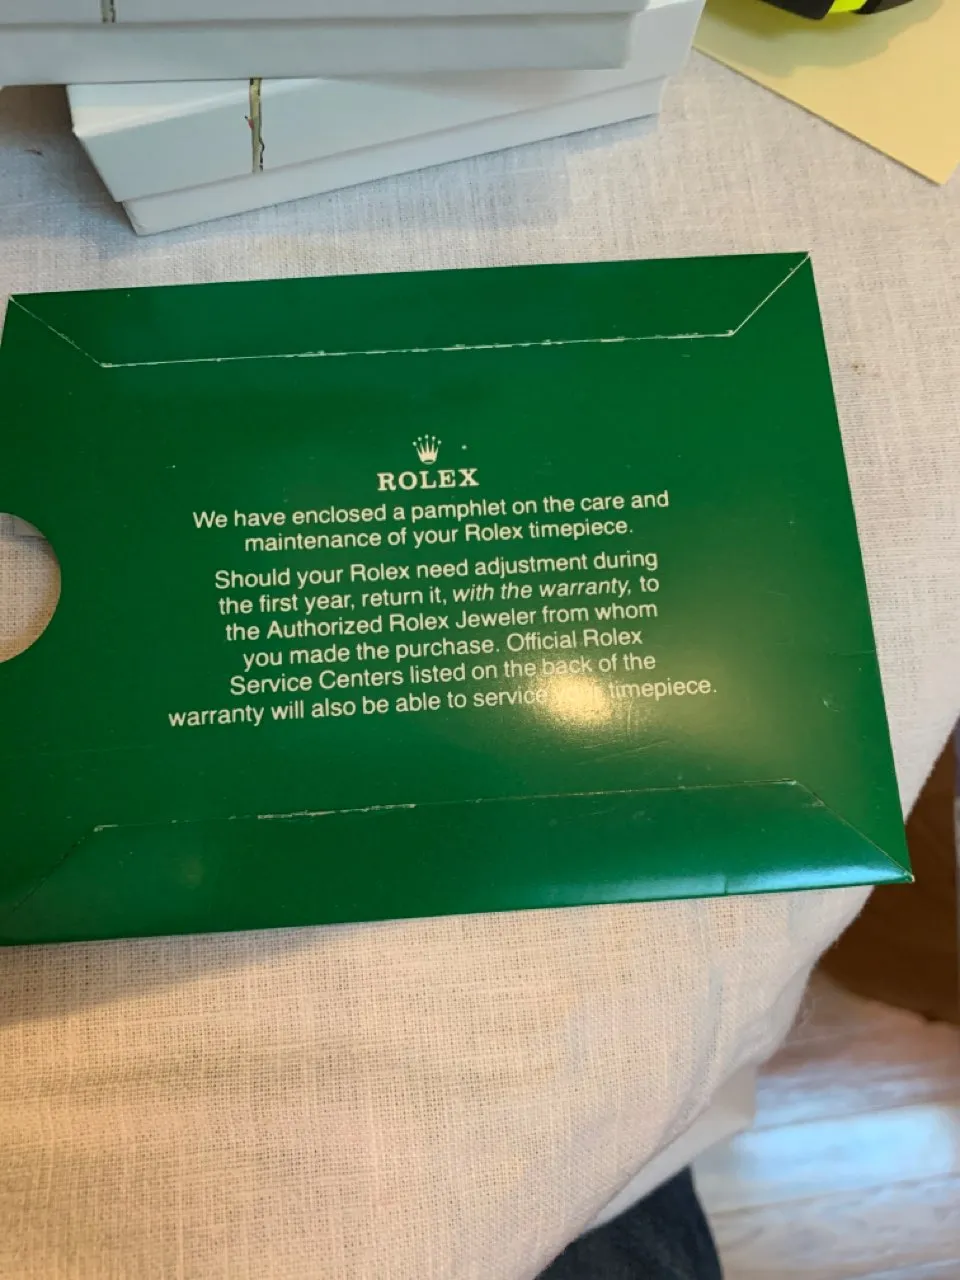 ROLEX
We have enclosed a pamphlet on the care and
maintenance of your Rolex timepiece.
Should your Rolex need adjustment during
the first year, return it, with the warranty, to
the Authorized Rolex Jeweler from whom
you made the purchase. Official Rolex
Service Centers listed on the back of the
warranty will also be able to service your timepiece.